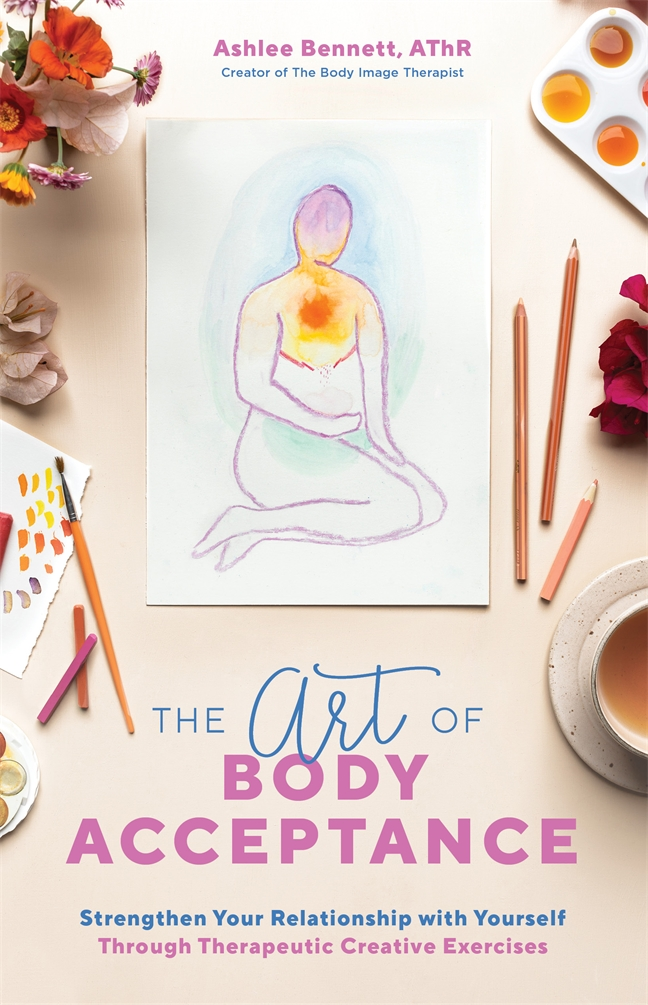 Ashlee Bennett, AThR
Creator of The Body Image Therapist
THE Art OF
BODY
ACCEPTANCE
Strengthen Your Relationship with Yourself
Through Therapeutic Creative Exercises